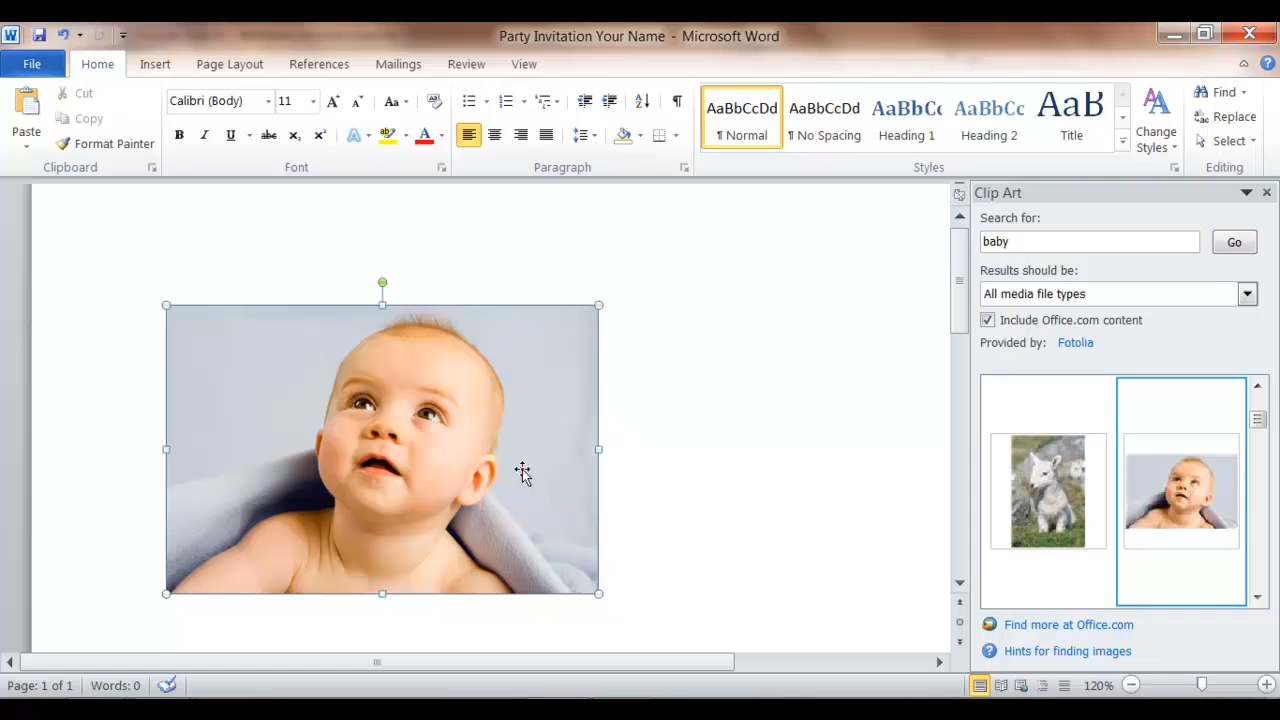 W
Party Invitation Your Name - Microsoft Word
File Home Insert Page Layout References Mailings Review View
Paste
Cut
Copy
Format Painter
Clipboard
Calibri (Body) 11
Font
Paragraph
AaBbCcDd
¶ Normal
AaBbCcDd
¶ No Spacing
AaBbCc
Heading 1
AaBbCc
Heading 2
AaB
Title
Change
Styles
Styles
Find
Replace
Select
Editing
Clip Art
Search for:
baby
Go
Results should be:
All media file types
Include Office.com content
Provided by: Fotolia
Find more at Office.com
Hints for finding images
Page: 1 of 1 Words: 0
120%